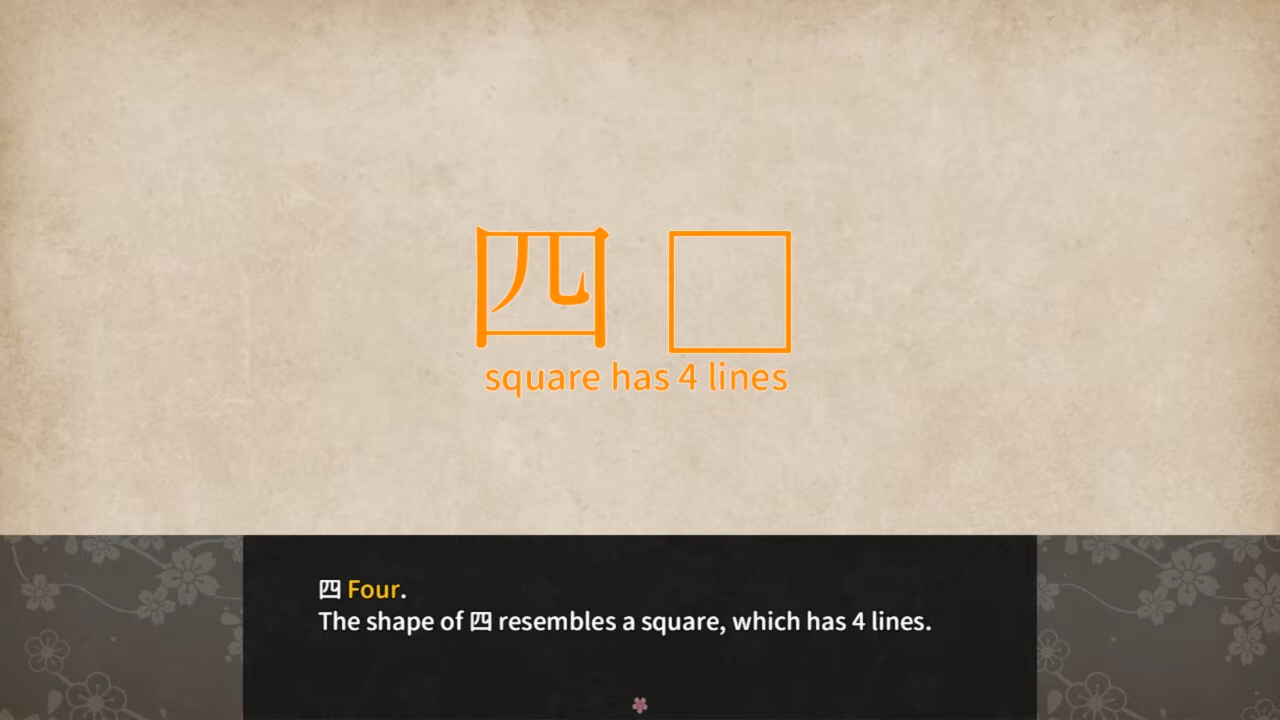 四
square has 4 lines
四 Four.
The shape of 四 resembles a square, which has 4 lines.